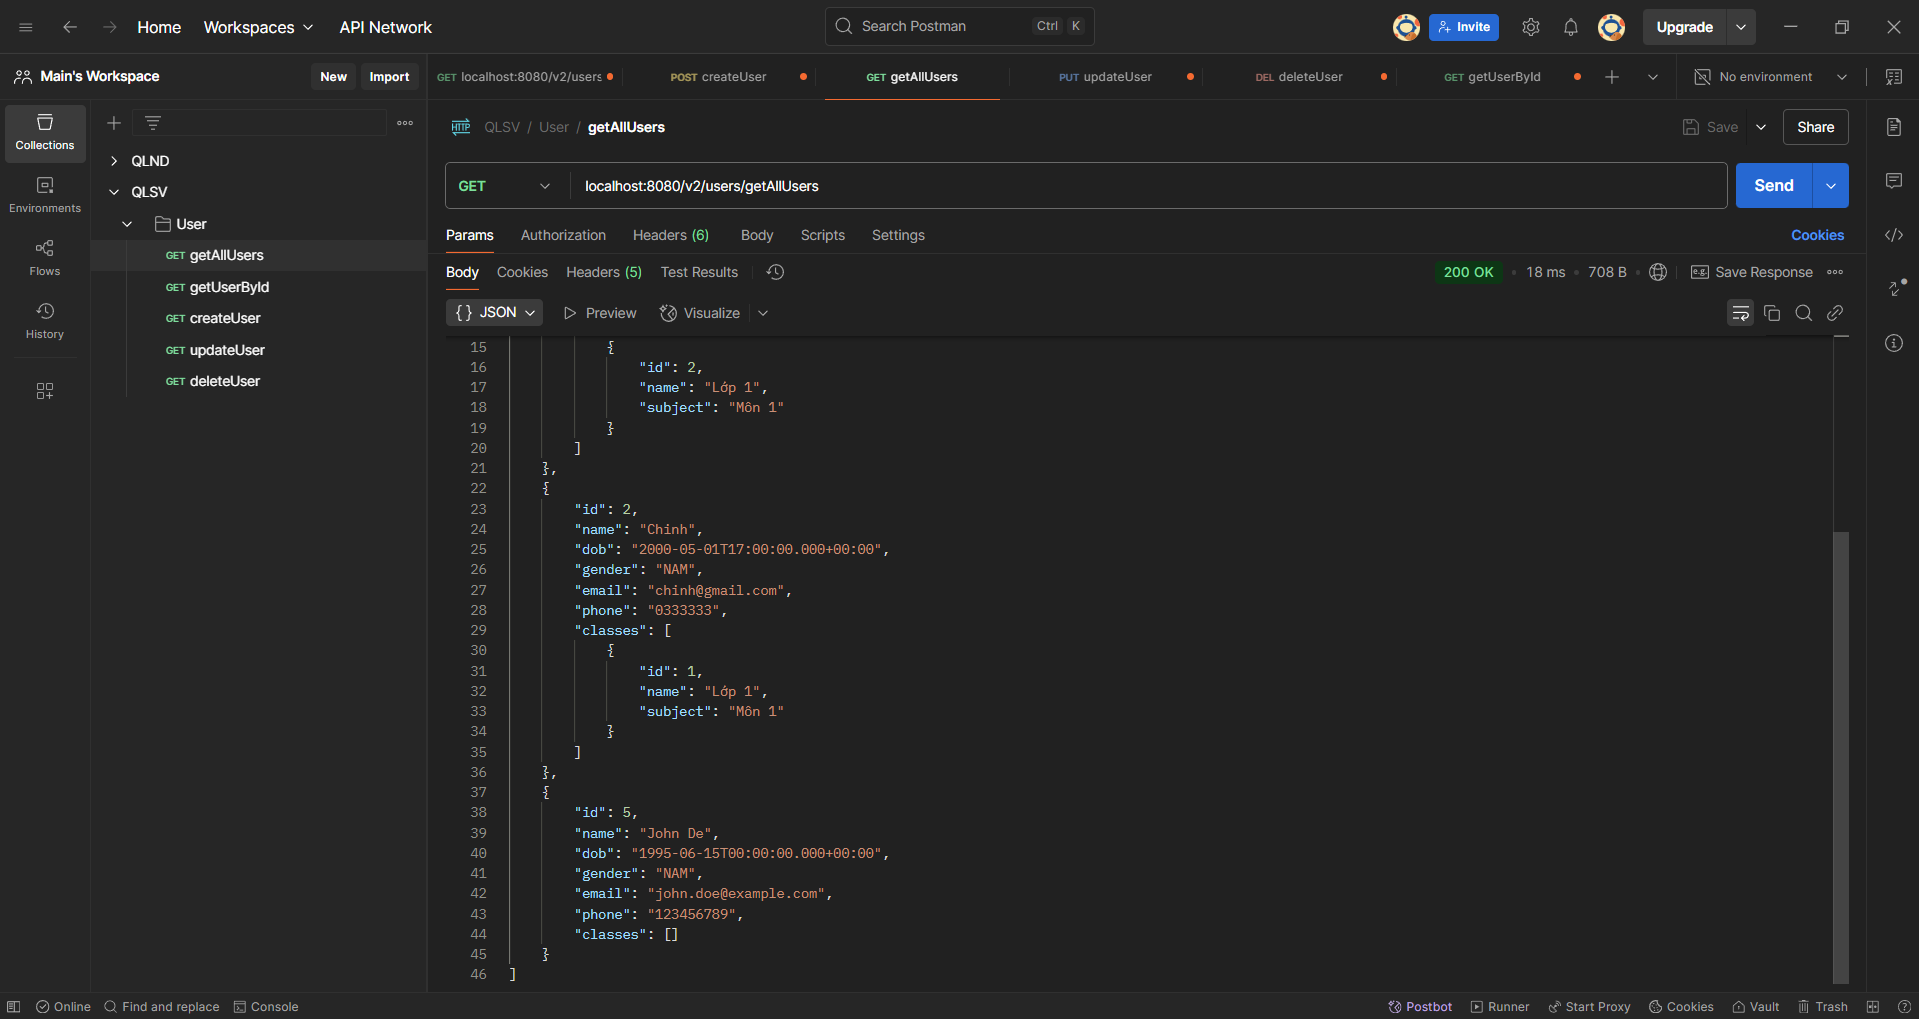 Home Workspaces API Network Search Postman Ctrl K Invite Upgrade
Main's Workspace New Import GET localhost:8080/v2/users POST createUser GET getAllUsers PUT updateUser DEL deleteUser GET getUserById No environment
Collections
Environments
Flows
History
QLND
QLSV
User
GET getAllUsers
GET getUserById
GET createUser
GET updateUser
GET deleteUser
HTTP QLSV / User / getAllUsers Save Share
GET localhost:8080/v2/users/getAllUsers Send
Params Authorization Headers (6) Body Scripts Settings Cookies
Body Cookies Headers (5) Test Results 200 OK 18 ms 708 B e.g. Save Response
{} JSON Preview Visualize
15 {
16 "id": 2,
17 "name": "Lớp 1",
18 "subject": "Môn 1"
19 }
20 ]
21 },
22 {
23 "id": 2,
24 "name": "Chinh",
25 "dob": "2000-05-01T17:00:00.000+00:00",
26 "gender": "NAM",
27 "email": "chinh@gmail.com",
28 "phone": "0333333",
29 "classes": [
30 {
31 "id": 1,
32 "name": "Lớp 1",
33 "subject": "Môn 1"
34 }
35 ]
36 },
37 {
38 "id": 5,
39 "name": "John De",
40 "dob": "1995-06-15T00:00:00.000+00:00",
41 "gender": "NAM",
42 "email": "john.doe@example.com",
43 "phone": "123456789",
44 "classes": []
45 }
46 ]
Online Find and replace Console Postbot Runner Start Proxy Cookies Vault Trash